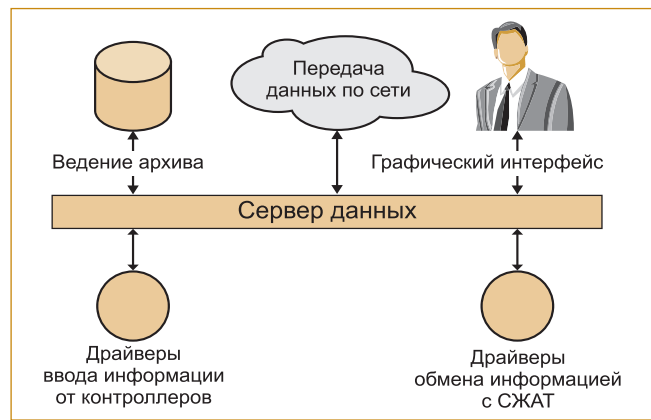 Передача
данных по сети
Ведение архива
Графический интерфейс
Сервер данных
Драйверы
ввода информации
от контроллеров
Драйверы
обмена информацией
с СЖАТ